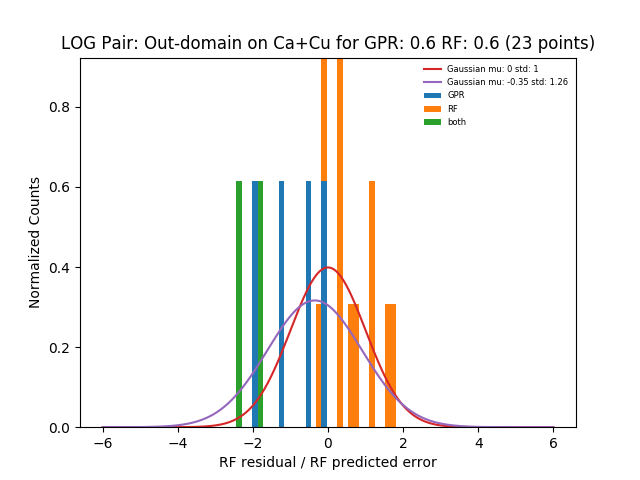 LOG Pair: Out-domain on Ca+Cu for GPR: 0.6 RF: 0.6 (23 points)
Gaussian mu: 0 std: 1
Gaussian mu: -0.35 std: 1.26
GPR
RF
both
Normalized Counts
0.8
0.6
0.4
0.2
0.0
−6 −4 −2 0 2 4 6
RF residual / RF predicted error